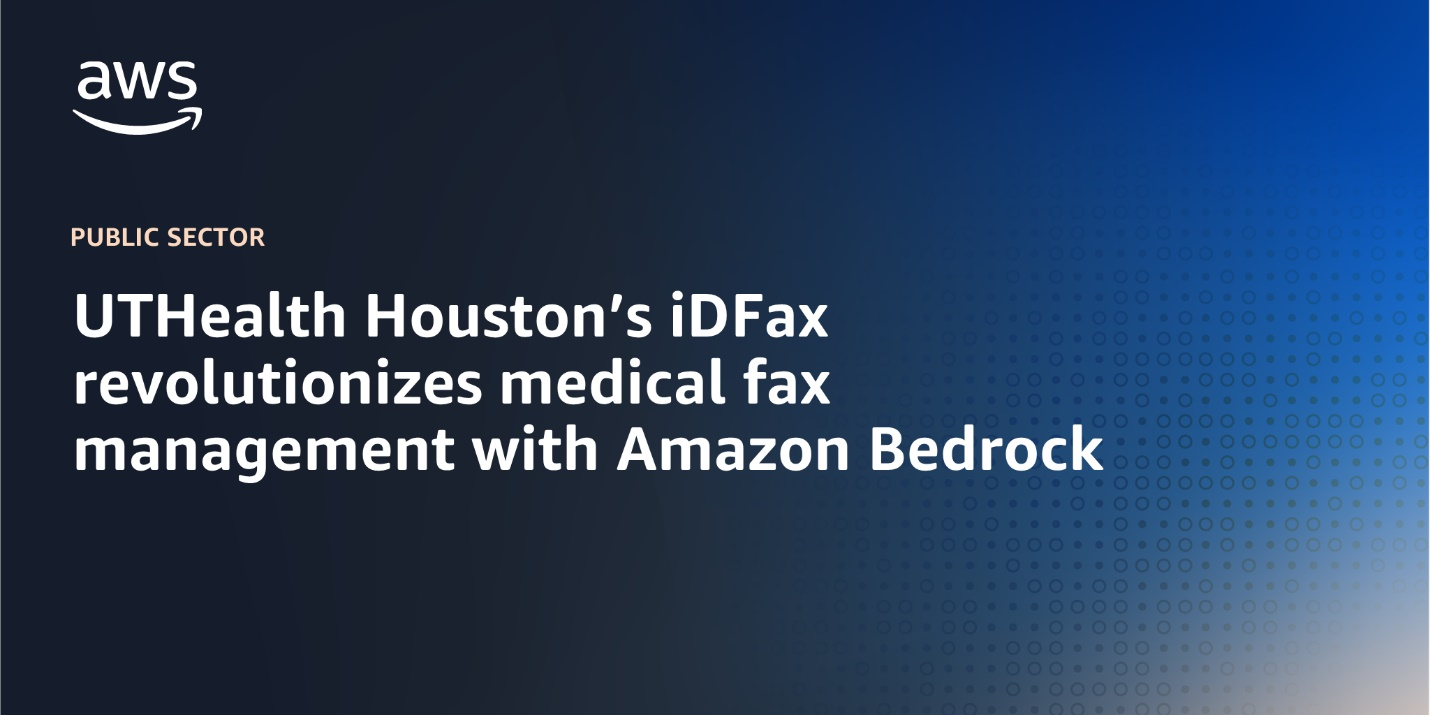 aws
PUBLIC SECTOR
UTHealth Houston’s iDFax
revolutionizes medical fax
management with Amazon Bedrock